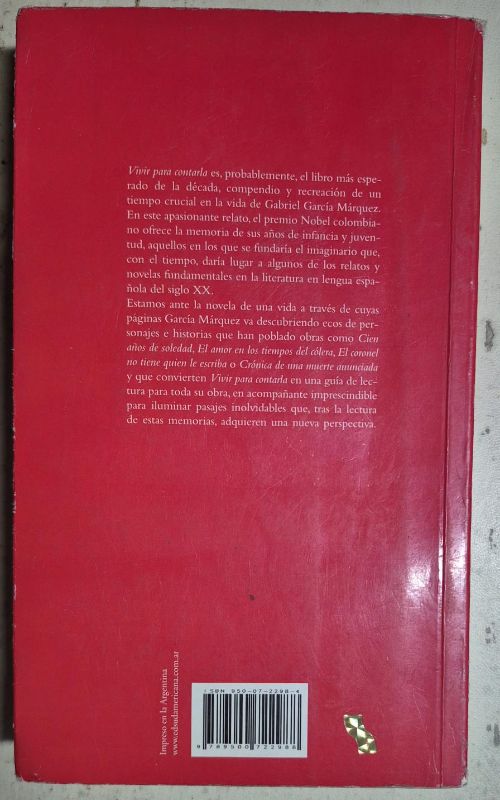 Vivir para contarla es, probablemente, el libro más espe-
rado de la década, compendio y recreación de un
tiempo crucial en la vida de Gabriel García Márquez.
En este apasionante relato, el premio Nobel colombia-
no ofrece la memoria de sus años de infancia y juven-
tud, aquellos en los que se fundaría el imaginario que,
con el tiempo, daría lugar a algunos de los relatos y
novelas fundamentales en la literatura en lengua espa-
ñola del siglo XX.
Estamos ante la novela de una vida a través de cuyas
páginas García Márquez va descubriendo ecos de per-
sonajes e historias que han poblado obras como Cien
años de soledad, El amor en los tiempos del cólera, El coronel
no tiene quien le escriba o Crónica de una muerte anunciada
y que convierten Vivir para contarla en una guía de lec-
tura para toda su obra, en acompañante imprescindible
para iluminar pasajes inolvidables que, tras la lectura
de estas memorias, adquieren una nueva perspectiva.
Impreso en la Argentina
www.edsudamericana.com.ar
ISBN 950-07-2298-4
9 789500 722988